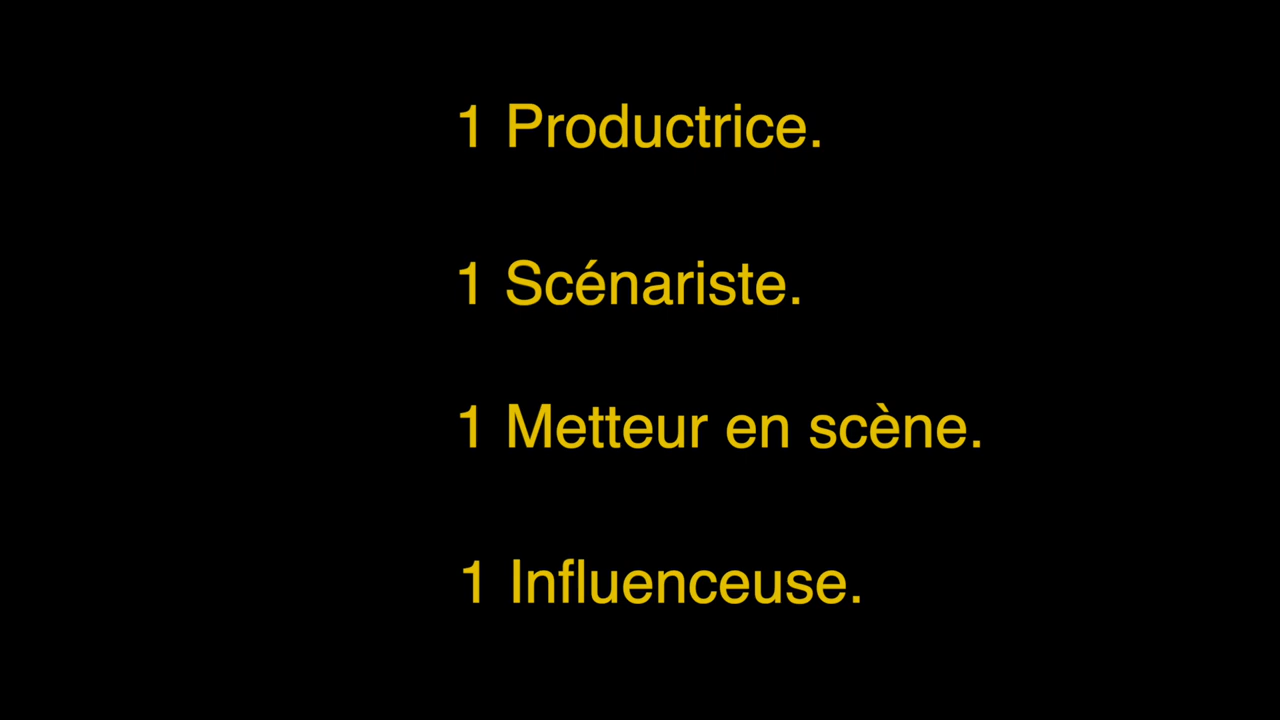 1 Productrice.
1 Scénariste.
1 Metteur en scène.
1 Influenceuse.